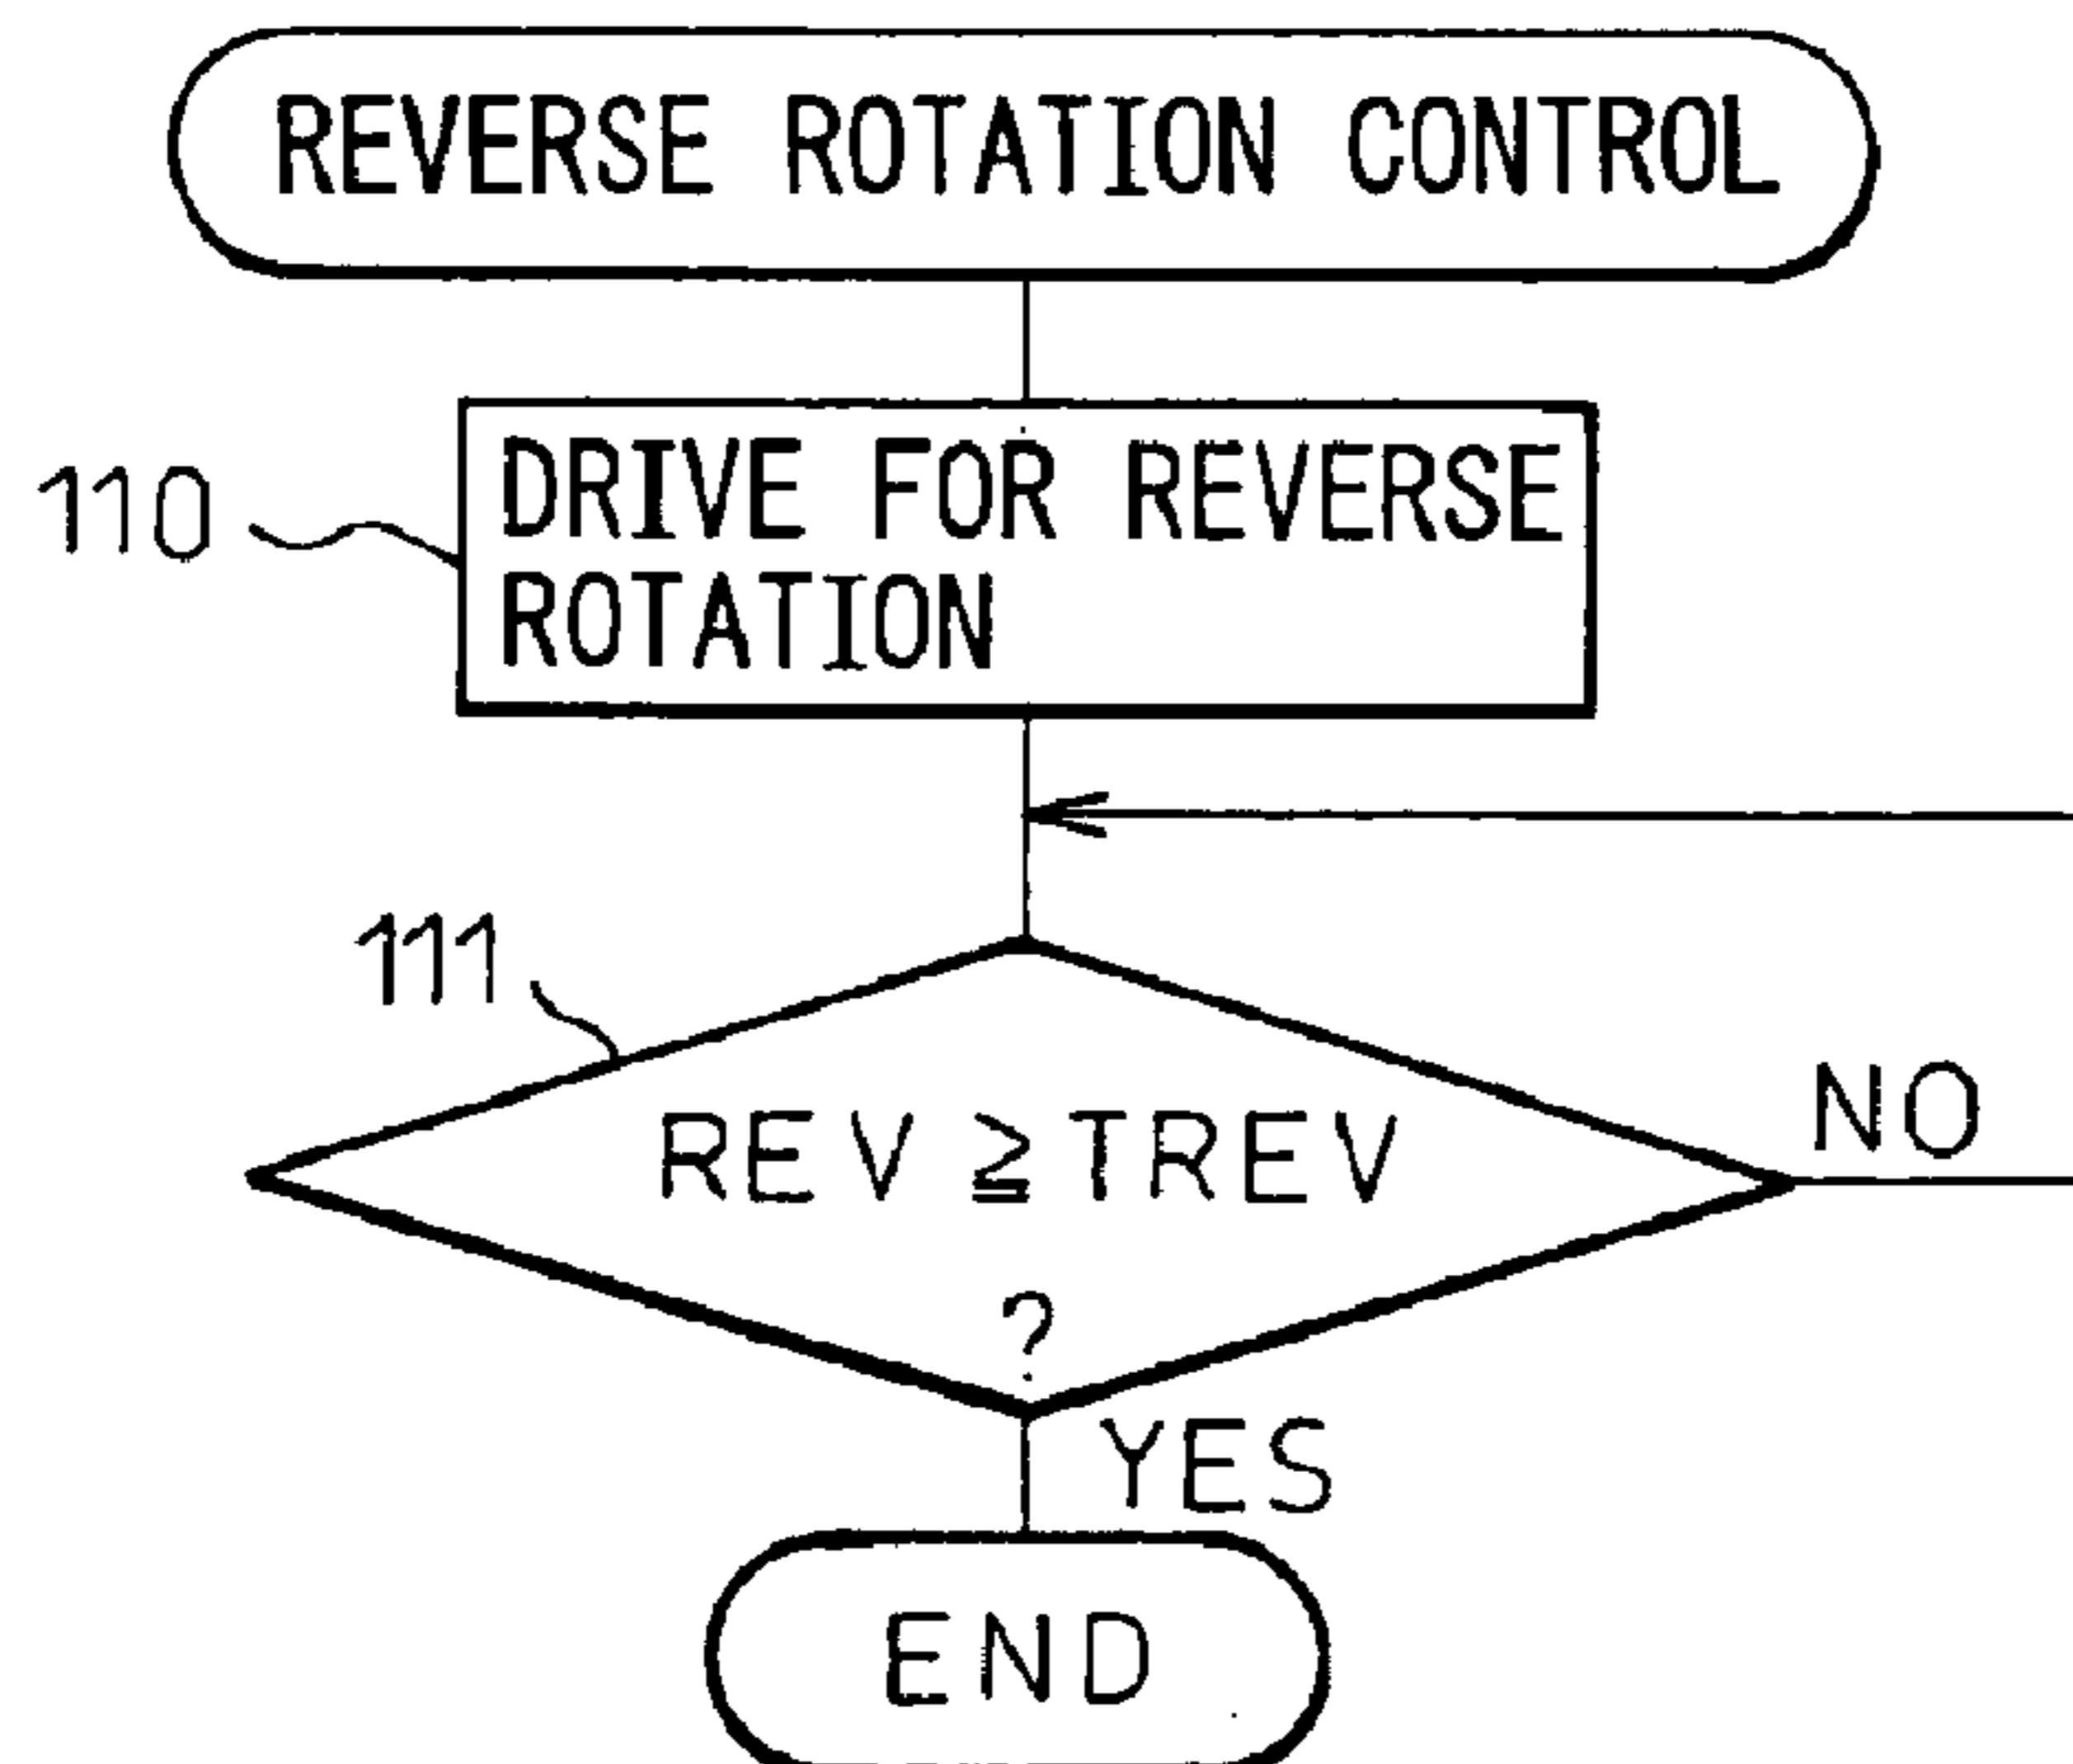 REVERSE ROTATION CONTROL
110
DRIVE FOR REVERSE
ROTATION
111
REV ≧ TREV
?
NO
YES
END